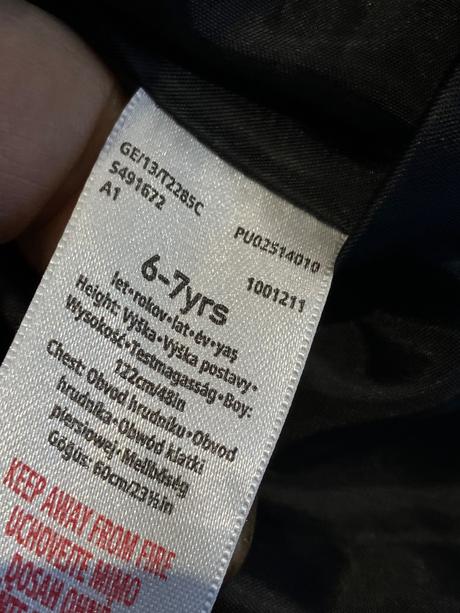 GE/13/T2285C
S491672
A1
PU02514010
1001211
6-7yrs
let•rokov•lat•év•yaş
Height: Výška•Výška postavy•
Wysokość•Testmagasság•Boy:
122cm/48in
Chest: Obvod hrudníku•Obvod
hrudníka•Obwód klatki
piersiowej•Mellbőség
Göğüs: 60cm/23½in
KEEP AWAY FROM FIRE
UCHOVEJTE MIMO
DOSAH OHNĚ